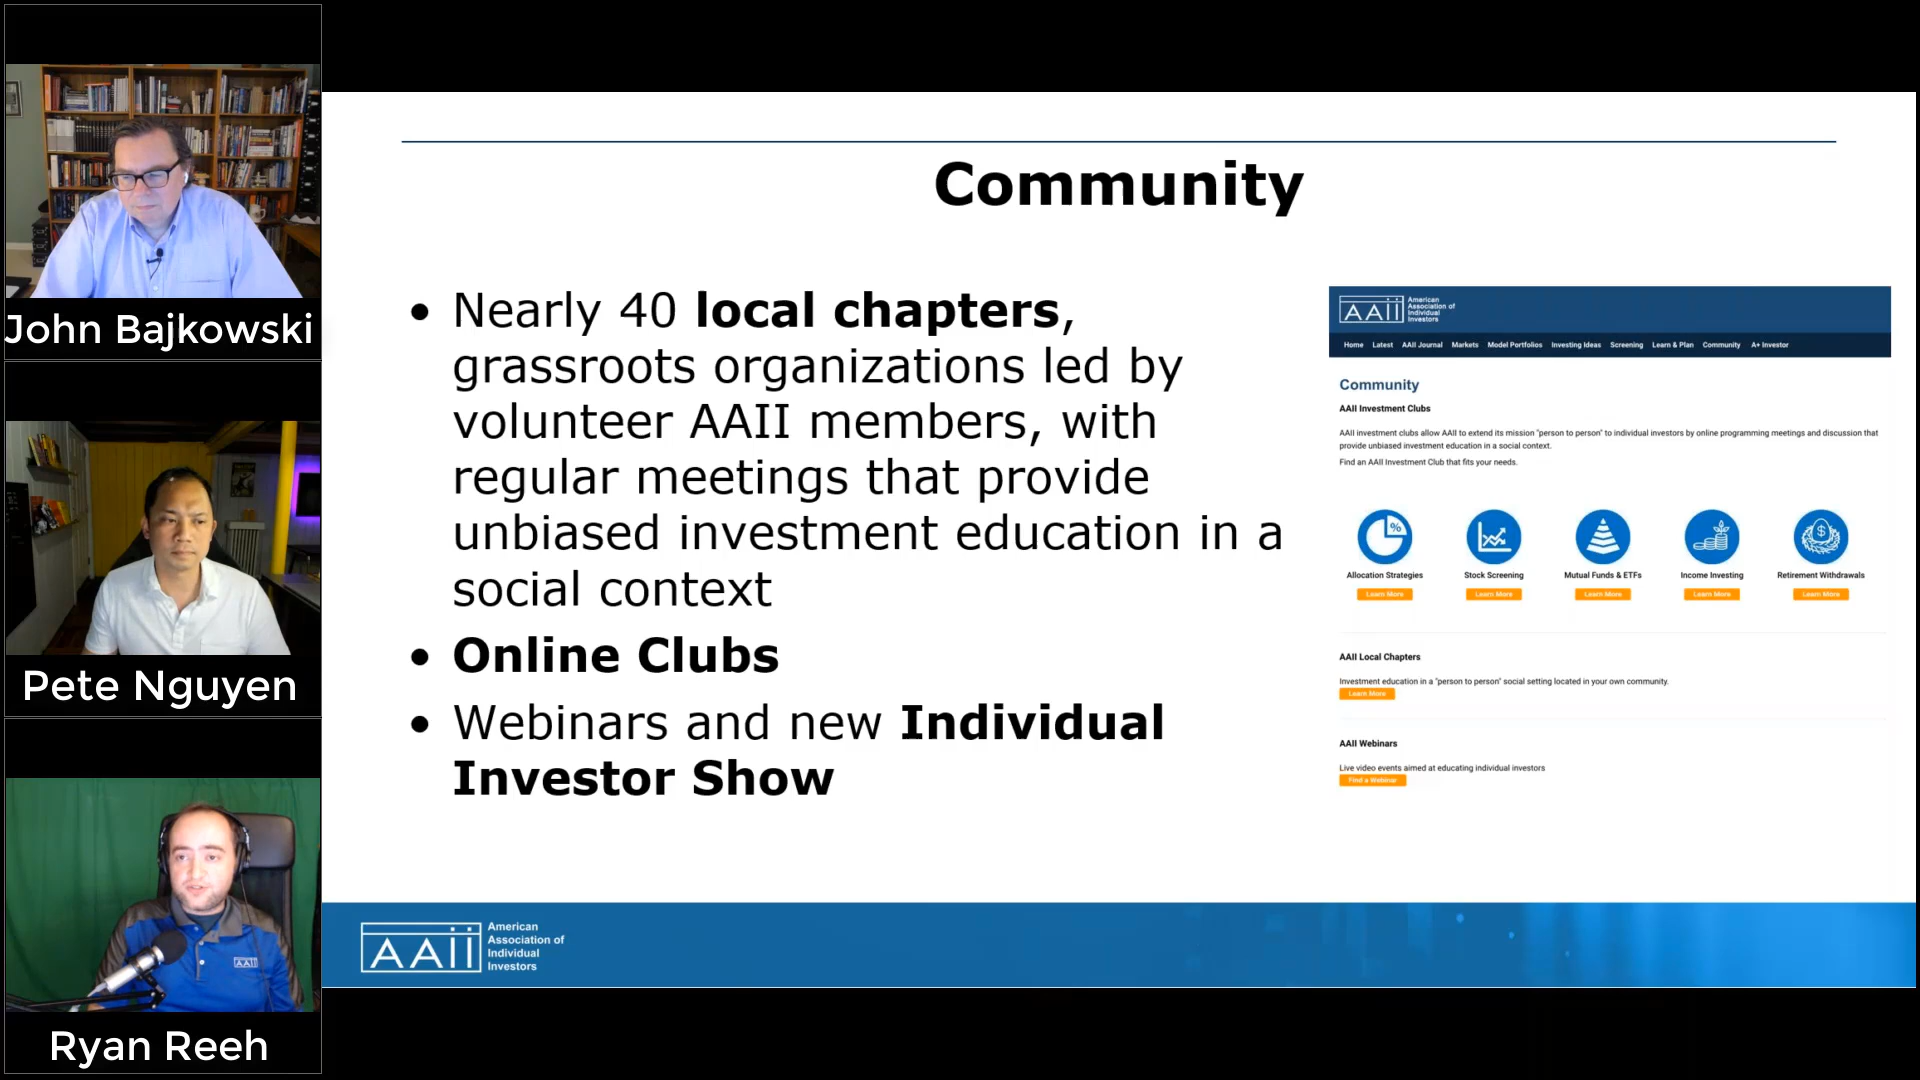 John Bajkowski
Pete Nguyen
Ryan Reeh
Community
• Nearly 40 local chapters,
grassroots organizations led by
volunteer AAII members, with
regular meetings that provide
unbiased investment education in a
social context
• Online Clubs
• Webinars and new Individual
Investor Show
AAII American
Association of
Individual
Investors
Home Latest AAII Journal Markets Model Portfolios Investing Ideas Screening Learn & Plan Community A+ Investor
Community
AAII Investment Clubs
AAII investment clubs allow AAII to extend its mission "person to person" to individual investors by online programming meetings and discussion that
provide unbiased investment education in a social context.
Find an AAII Investment Club that fits your needs.
%
$
Allocation Strategies Stock Screening Mutual Funds & ETFs Income Investing Retirement Withdrawals
Learn More Learn More Learn More Learn More Learn More
AAII Local Chapters
Investment education in a "person to person" social setting located in your own community.
Learn More
AAII Webinars
Live video events aimed at educating individual investors
Find a Webinar
AAII American
Association of
Individual
Investors
AAII